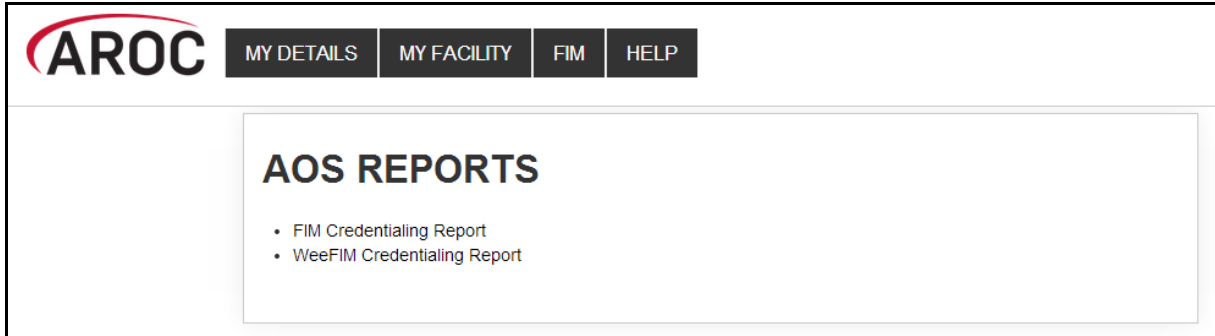 AROC
MY DETAILS MY FACILITY FIM HELP
AOS REPORTS
• FIM Credentialing Report
• WeeFIM Credentialing Report